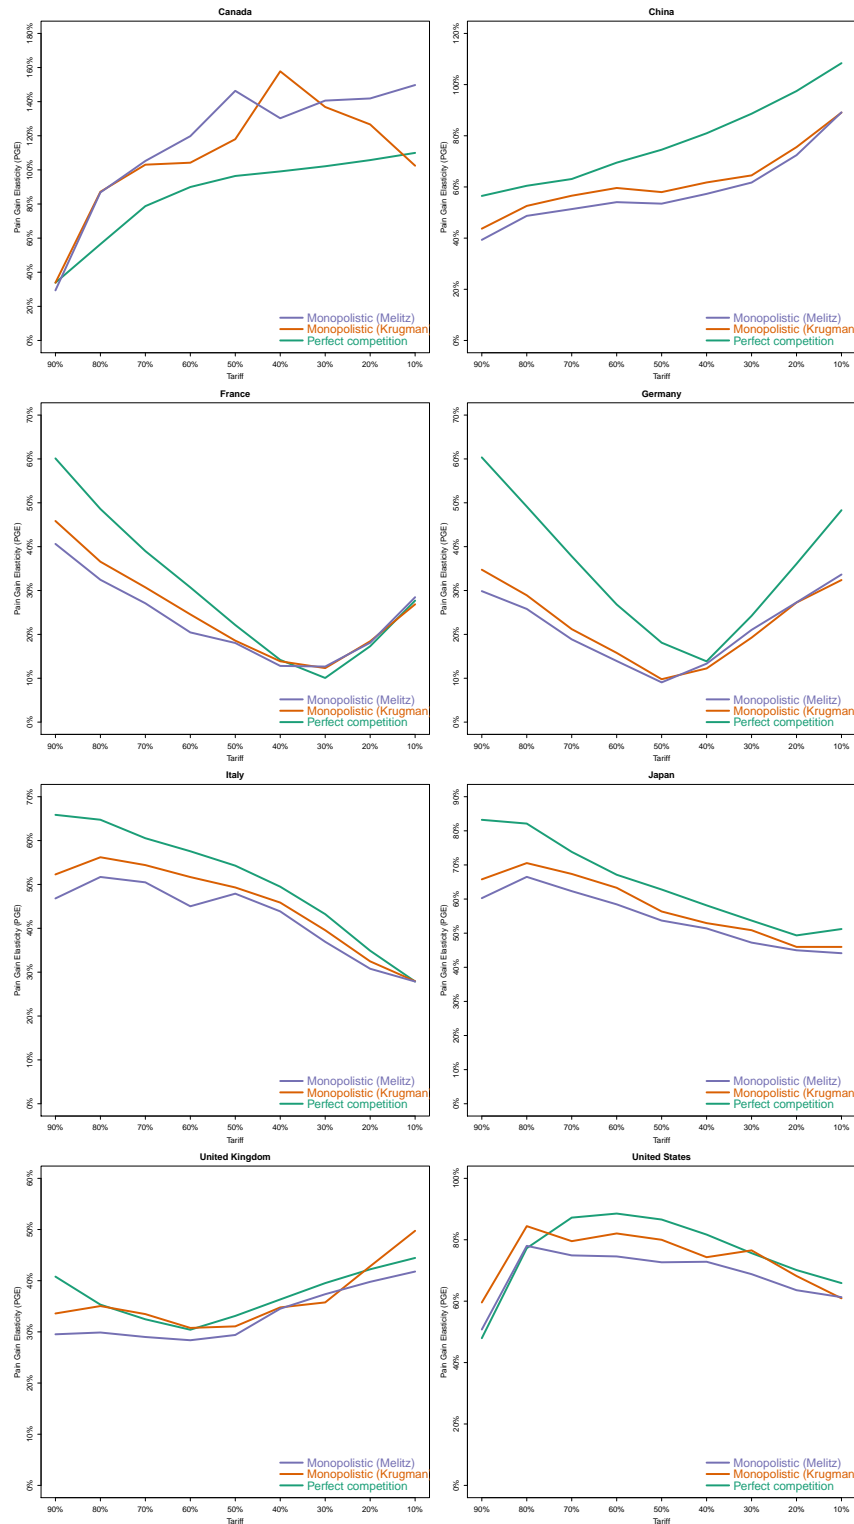 Canada
Pain Gain Elasticity (PGE)
0% 20% 40% 60% 80% 100% 120% 140% 160% 180%
Monopolistic (Melitz)
Monopolistic (Krugman
Perfect competition
90% 80% 70% 60% 50% 40% 30% 20% 10%
Tariff
China
Pain Gain Elasticity (PGE)
0% 20% 40% 60% 80% 100% 120%
Monopolistic (Melitz)
Monopolistic (Krugman
Perfect competition
90% 80% 70% 60% 50% 40% 30% 20% 10%
Tariff
France
Pain Gain Elasticity (PGE)
0% 10% 20% 30% 40% 50% 60% 70%
Monopolistic (Melitz)
Monopolistic (Krugman
Perfect competition
90% 80% 70% 60% 50% 40% 30% 20% 10%
Tariff
Germany
Pain Gain Elasticity (PGE)
0% 10% 20% 30% 40% 50% 60% 70%
Monopolistic (Melitz)
Monopolistic (Krugman
Perfect competition
90% 80% 70% 60% 50% 40% 30% 20% 10%
Tariff
Italy
Pain Gain Elasticity (PGE)
0% 10% 20% 30% 40% 50% 60% 70%
Monopolistic (Melitz)
Monopolistic (Krugman
Perfect competition
90% 80% 70% 60% 50% 40% 30% 20% 10%
Tariff
Japan
Pain Gain Elasticity (PGE)
0% 10% 20% 30% 40% 50% 60% 70% 80% 90%
Monopolistic (Melitz)
Monopolistic (Krugman
Perfect competition
90% 80% 70% 60% 50% 40% 30% 20% 10%
Tariff
United Kingdom
Pain Gain Elasticity (PGE)
0% 10% 20% 30% 40% 50% 60%
Monopolistic (Melitz)
Monopolistic (Krugman
Perfect competition
90% 80% 70% 60% 50% 40% 30% 20% 10%
Tariff
United States
Pain Gain Elasticity (PGE)
0% 20% 40% 60% 80% 100%
Monopolistic (Melitz)
Monopolistic (Krugman
Perfect competition
90% 80% 70% 60% 50% 40% 30% 20% 10%
Tariff